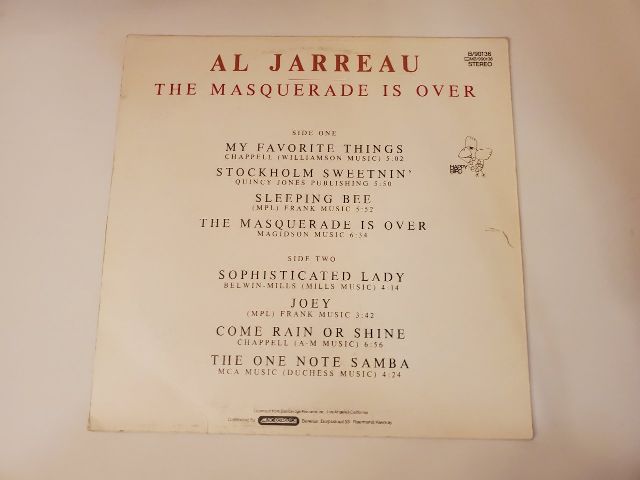 AL JARREAU
B/90136
STEREO
THE MASQUERADE IS OVER
SIDE ONE
MY FAVORITE THINGS
CHAPPELL (WILLIAMSON MUSIC) 5:02
STOCKHOLM SWEETNIN'
QUINCY JONES PUBLISHING 5:50
SLEEPING BEE
(MPL) FRANK MUSIC 5:52
THE MASQUERADE IS OVER
MAGIDSON MUSIC 6:34
HAPPY
BIRD
SIDE TWO
SOPHISTICATED LADY
BELWIN-MILLS (MILLS MUSIC) 4:14
JOEY
(MPL) FRANK MUSIC 3:42
COME RAIN OR SHINE
CHAPPELL (A-M MUSIC) 6:56
THE ONE NOTE SAMBA
MCA MUSIC (DUCHESS MUSIC) 4:24